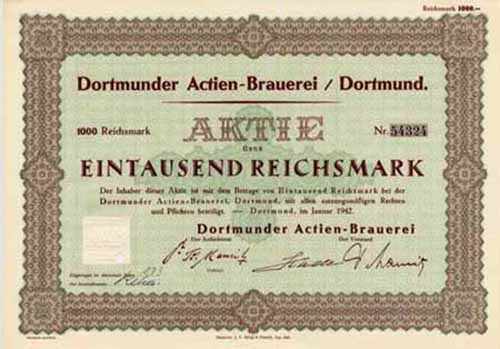 Reichsmark 1000.—
Dortmunder Actien-Brauerei / Dortmund.
1000 Reichsmark
AKTIE
Nr. 54324
über
EINTAUSEND REICHSMARK
Der Inhaber dieser Aktie ist mit dem Betrage von Eintausend Reichsmark bei der
Dortmunder Actien-Brauerei, Dortmund, mit allen satzungsmäßigen Rechten
und Pflichten beteiligt. — Dortmund, im Januar 1942.
Dortmunder Actien-Brauerei
Der Aufsichtsrat
Der Vorstand
Vorsitzer